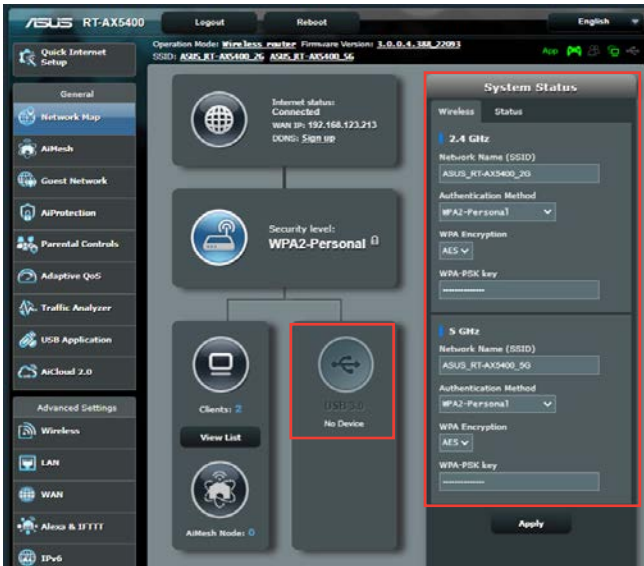 ASUS RT-AX5400
Logout
Reboot
English
Quick Internet
Setup
Operation Mode: Wireless router Firmware Version: 3.0.0.4.388_22093
SSID: ASUS_RT-AX5400_2G ASUS_RT-AX5400_5G
App
General
Network Map
AiMesh
Guest Network
AiProtection
Parental Controls
Adaptive QoS
Traffic Analyzer
USB Application
AiCloud 2.0
Advanced Settings
Wireless
LAN
WAN
Alexa & IFTTT
IPv6
Internet status:
Connected
WAN IP: 192.168.123.213
DDNS: Sign up
Security level:
WPA2-Personal
Clients: 2
View List
AiMesh Node: 0
USB 3.0
No Device
System Status
Wireless
Status
2.4 GHz
Network Name (SSID)
ASUS_RT-AX5400_2G
Authentication Method
WPA2-Personal
WPA Encryption
AES
WPA-PSK key
5 GHz
Network Name (SSID)
ASUS_RT-AX5400_5G
Authentication Method
WPA2-Personal
WPA Encryption
AES
WPA-PSK key
Apply